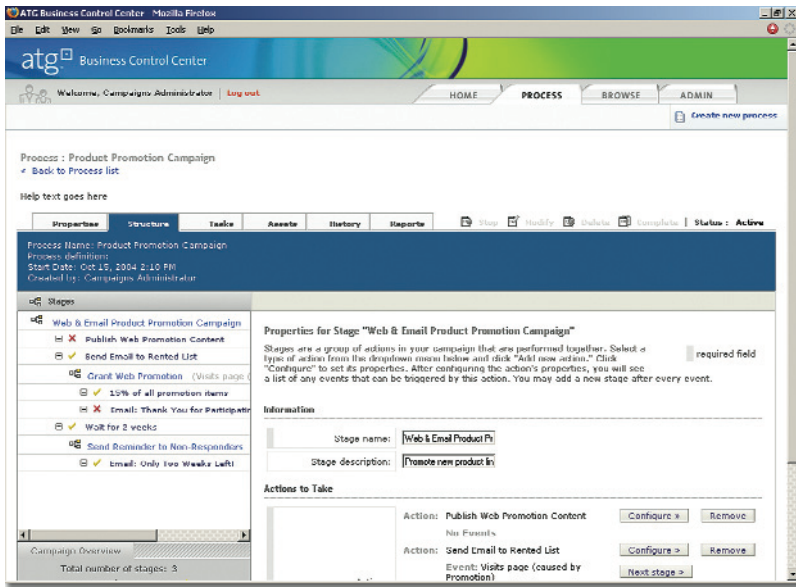 ATG Business Control Center - Mozilla Firefox
File Edit View Go Bookmarks Tools Help
atg Business Control Center
Welcome, Campaigns Administrator | Log out
HOME PROCESS BROWSE ADMIN
Create new process
Process : Product Promotion Campaign
« Back to Process list
Help text goes here
Properties Structure Tasks Assets History Reports Stop Modify Delete Complete | Status : Active
Process Name: Product Promotion Campaign
Process definition:
Start Date: Oct 15, 2004 2:10 PM
Created by: Campaigns Administrator
Stages
Web & Email Product Promotion Campaign
Publish Web Promotion Content
Send Email to Rented List
Grant Web Promotion (Visits page (
15% of all promotion items
Email: Thank You for Participatin
Wait for 2 weeks
Send Reminder to Non-Responders
Email: Only Two Weeks Left!
Campaign Overview
Total number of stages: 3
Properties for Stage "Web & Email Product Promotion Campaign"
Stages are a group of actions in your campaign that are performed together. Select a
type of action from the dropdown menu below and click "Add new action." Click
"Configure" to set its properties. After configuring the action's properties, you will see
a list of any events that can be triggered by this action. You may add a new stage after every event.
required field
Information
Stage name: Web & Email Product Pr
Stage description: Promote new product lin
Actions to Take
Action: Publish Web Promotion Content Configure » Remove
No Events
Action: Send Email to Rented List Configure » Remove
Event: Visits page (caused by
Promotion) Next stage »